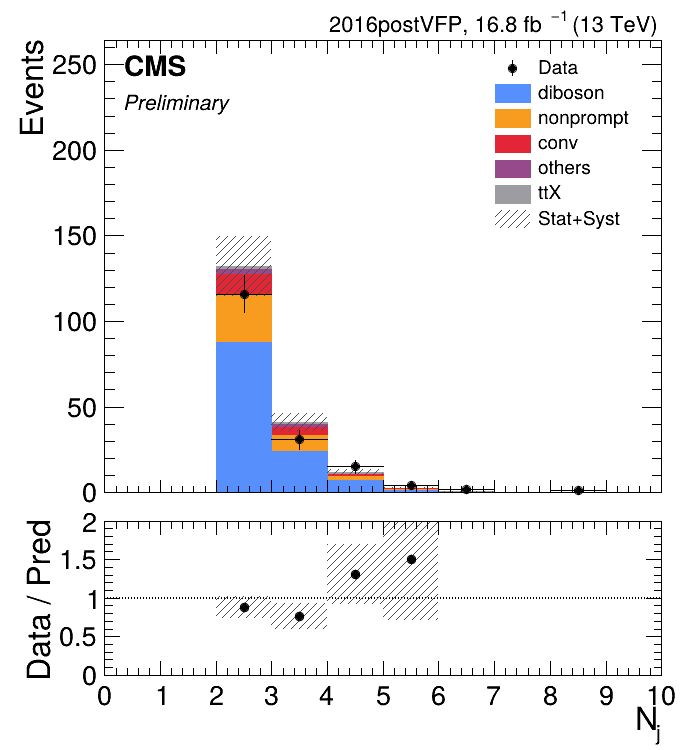 2016postVFP, 16.8 fb⁻¹ (13 TeV)
Events
250
200
150
100
50
0
CMS
Preliminary
Data
diboson
nonprompt
conv
others
ttX
Stat+Syst
Data / Pred
2
1.5
1
0.5
0
0 1 2 3 4 5 6 7 8 9 10
Nj